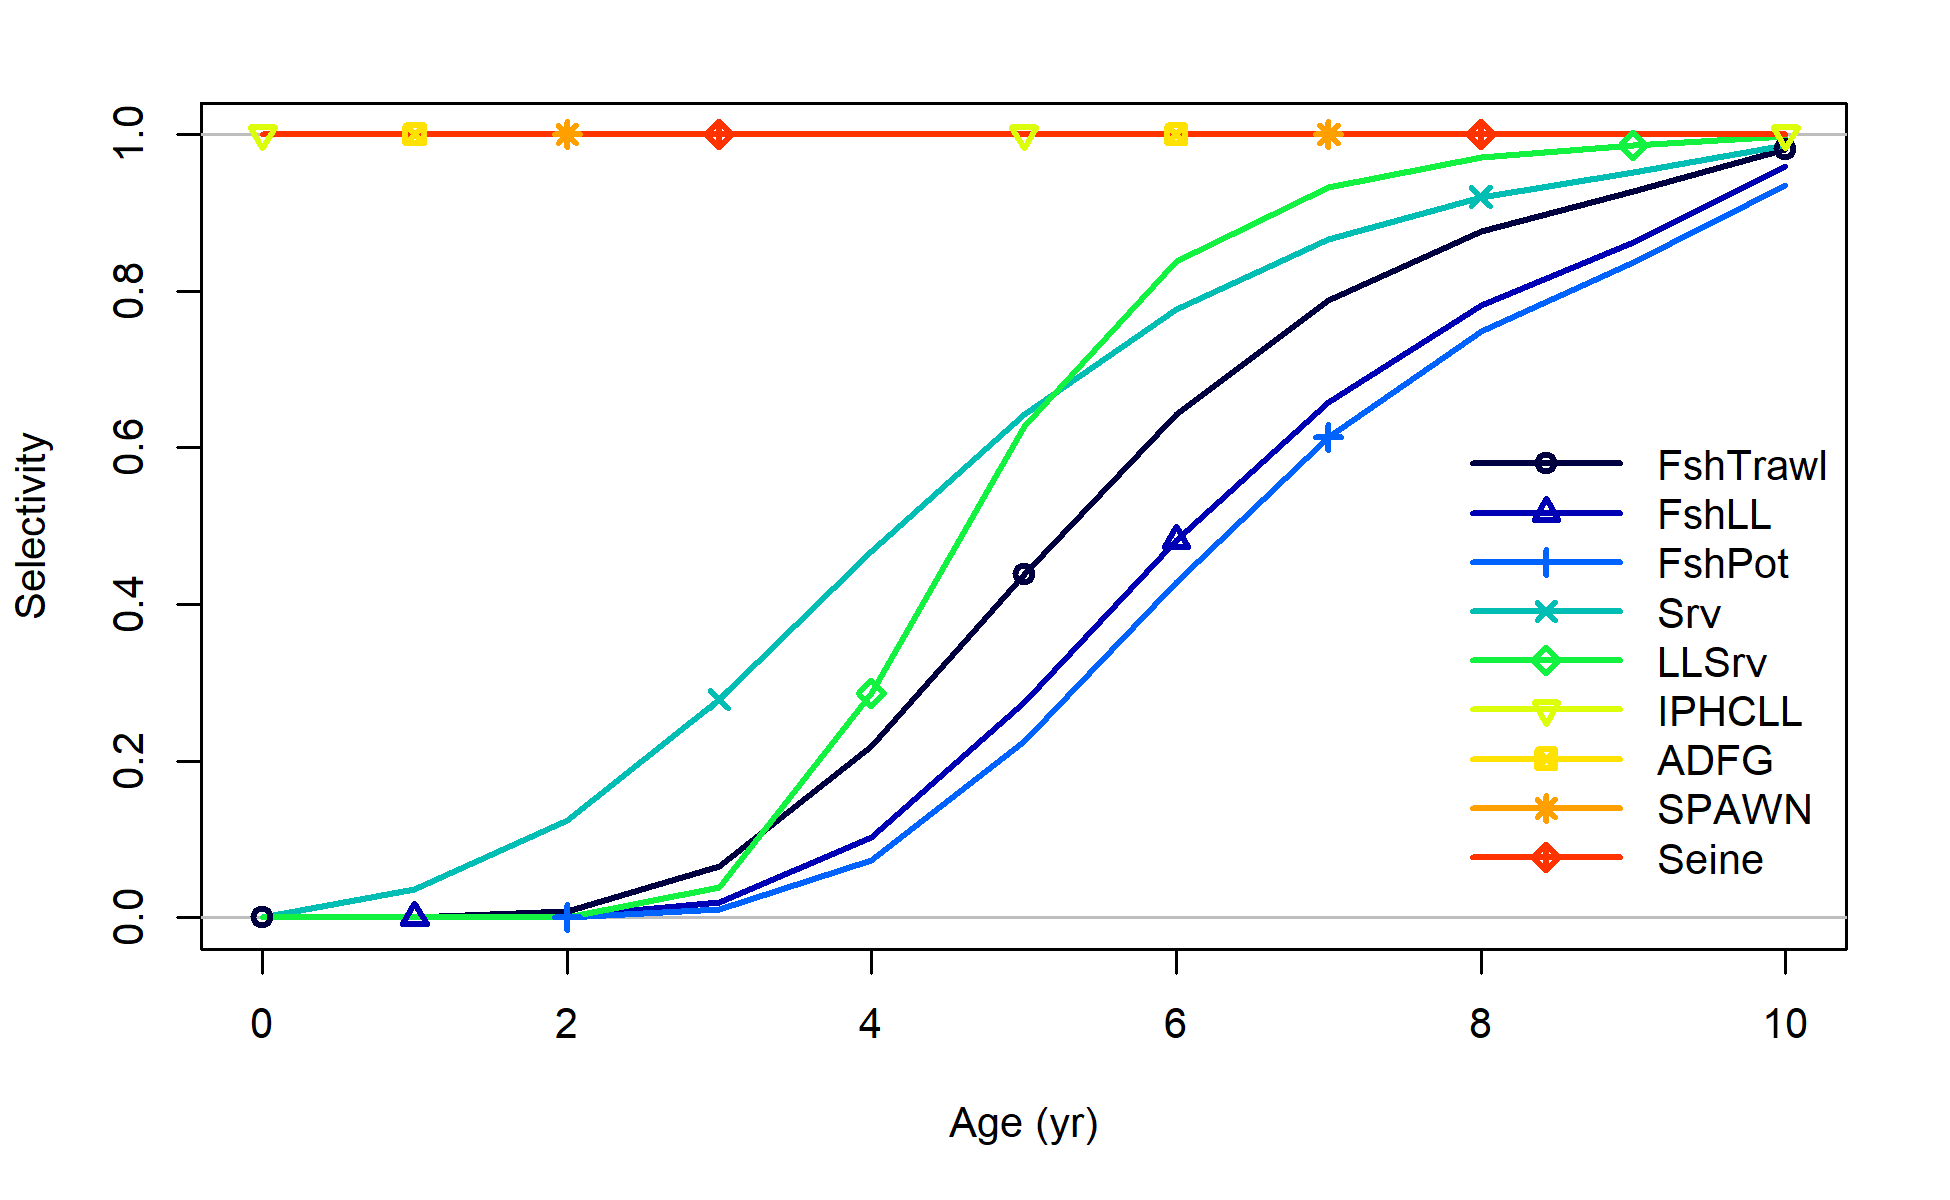 1.0
0.8
0.6
0.4
0.2
0.0
Selectivity
FshTrawl
FshLL
FshPot
Srv
LLSrv
IPHCLL
ADFG
SPAWN
Seine
0 2 4 6 8 10
Age (yr)